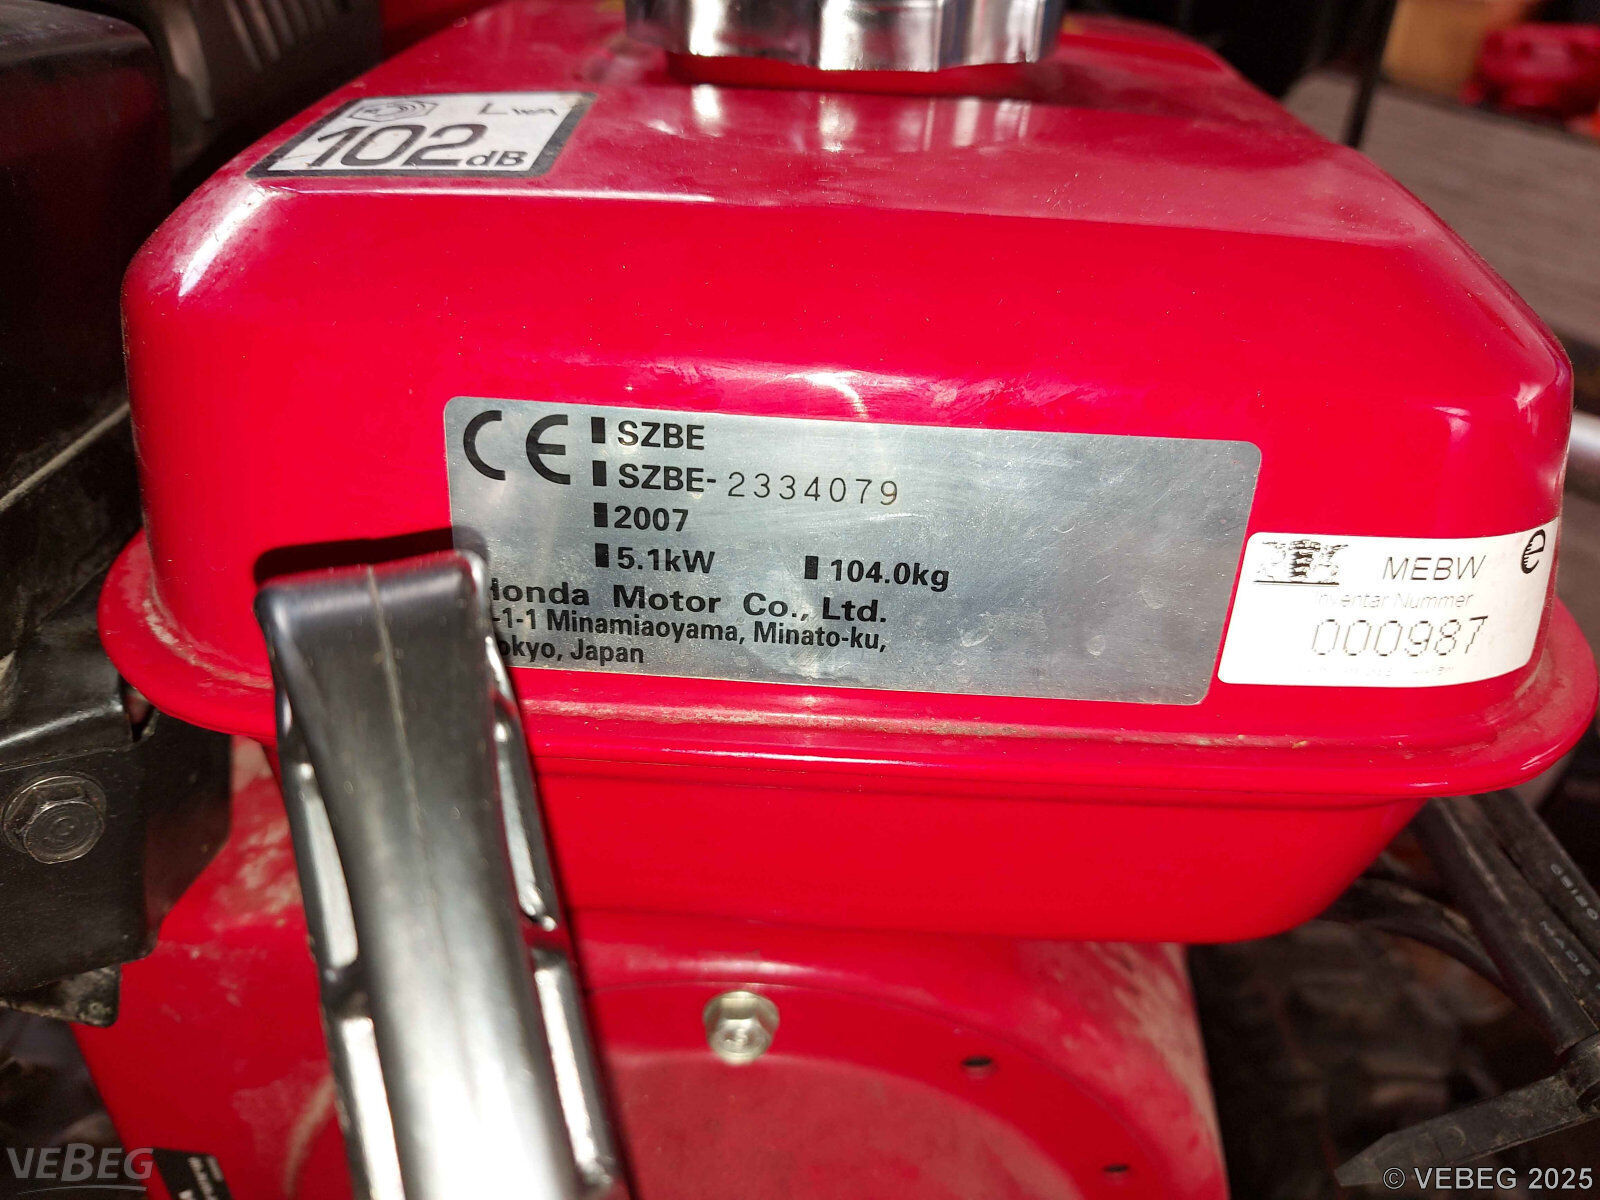 LWA
102dB
CE
SZBE
SZBE-2334079
2007
5.1kW 104.0kg
Honda Motor Co., Ltd.
-1-1 Minamiaoyama, Minato-ku,
okyo, Japan
e
MEBW
Inventar Nummer
000987
VEBEG
© VEBEG 2025